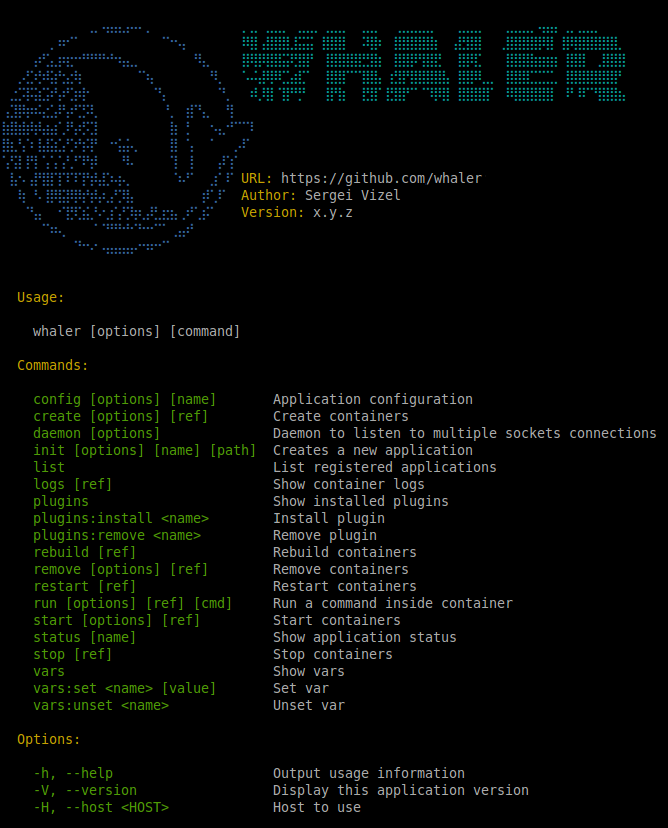 WHALER
URL: https://github.com/whaler
Author: Sergei Vizel
Version: x.y.z
Usage:
whaler [options] [command]
Commands:
config [options] [name] Application configuration
create [options] [ref] Create containers
daemon [options] Daemon to listen to multiple sockets connections
init [options] [name] [path] Creates a new application
list List registered applications
logs [ref] Show container logs
plugins Show installed plugins
plugins:install <name> Install plugin
plugins:remove <name> Remove plugin
rebuild [ref] Rebuild containers
remove [options] [ref] Remove containers
restart [ref] Restart containers
run [options] [ref] [cmd] Run a command inside container
start [options] [ref] Start containers
status [name] Show application status
stop [ref] Stop containers
vars Show vars
vars:set <name> [value] Set var
vars:unset <name> Unset var
Options:
-h, --help Output usage information
-V, --version Display this application version
-H, --host <HOST> Host to use